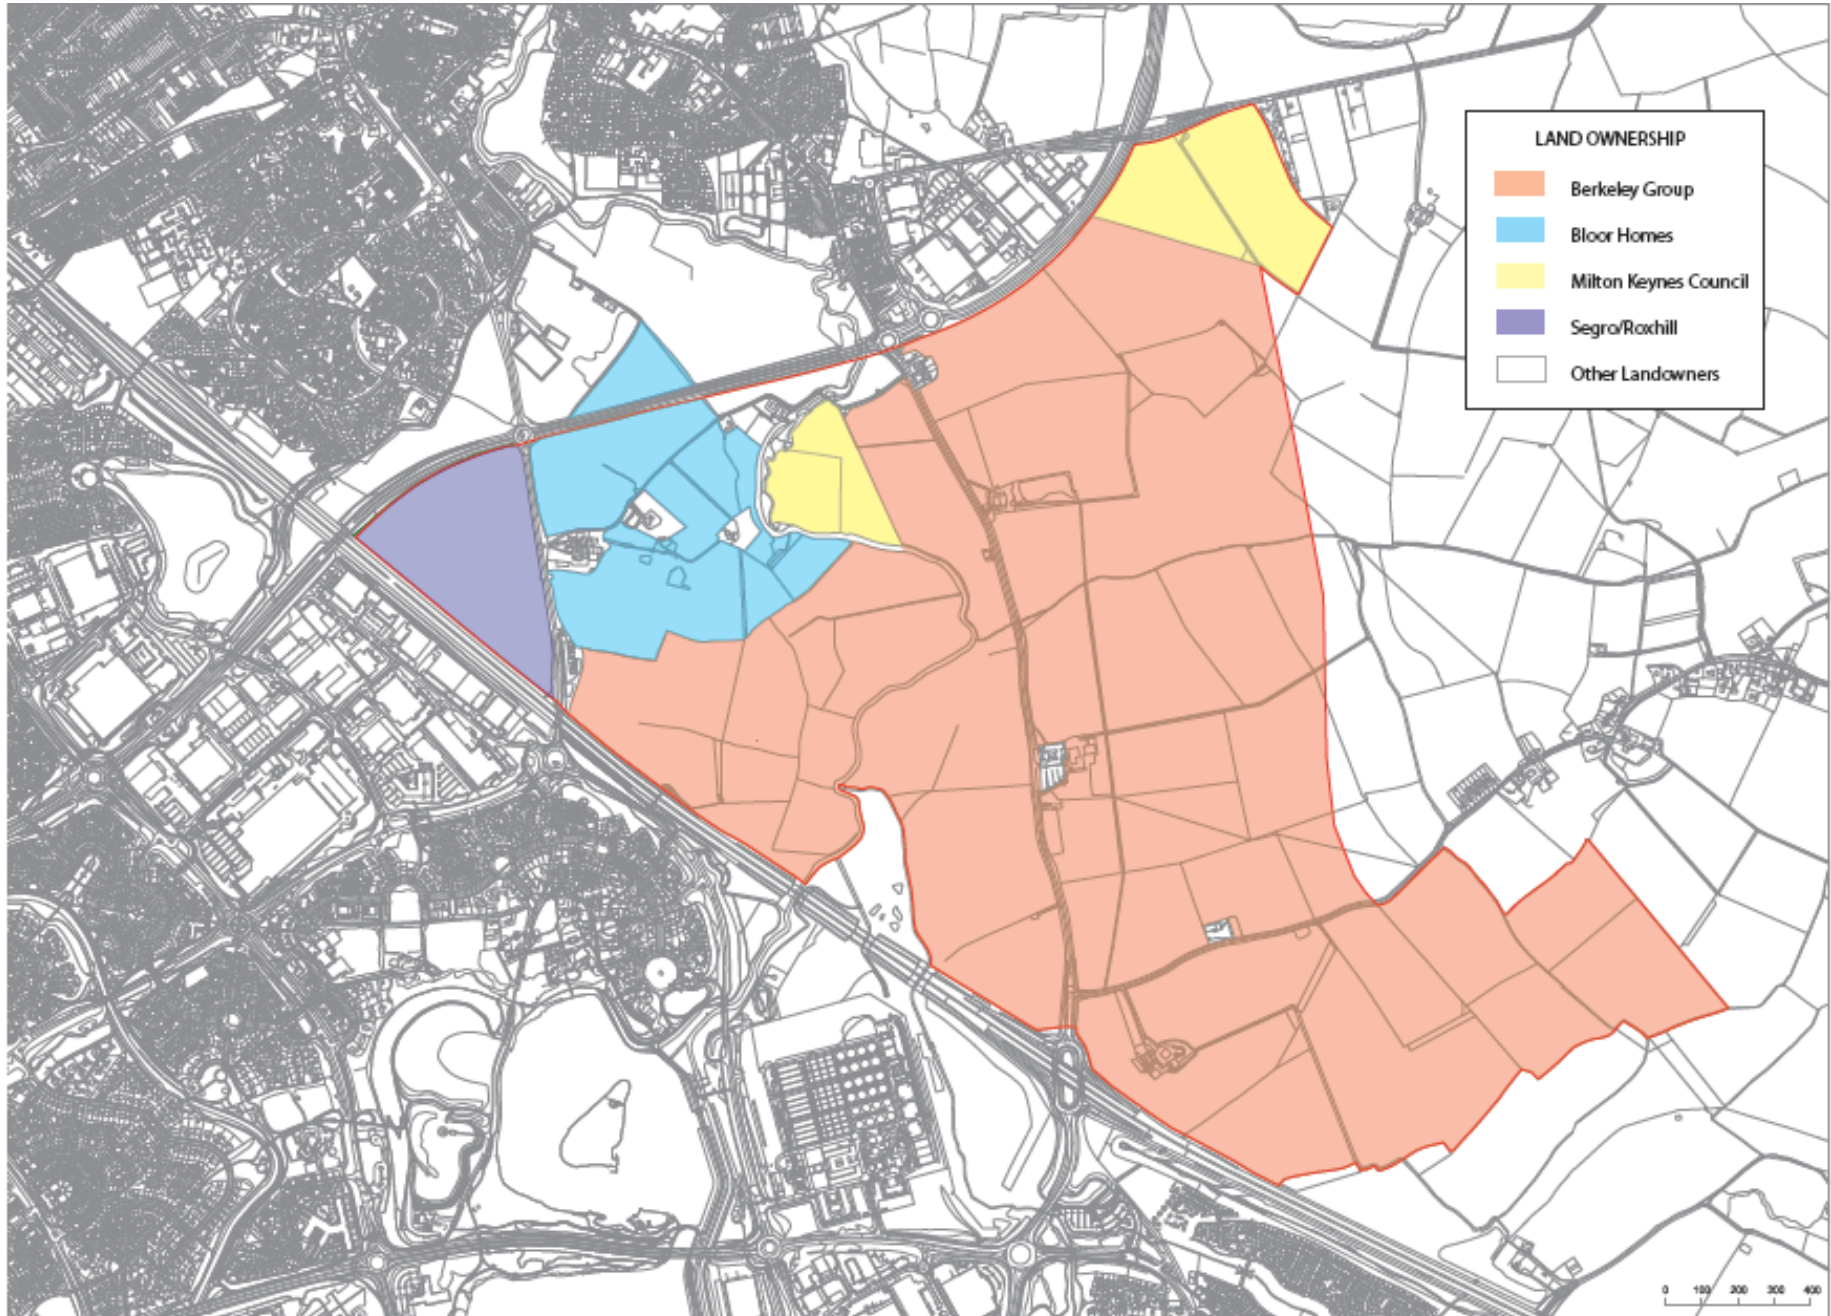 LAND OWNERSHIP
Berkeley Group
Bloor Homes
Milton Keynes Council
Segro/Roxhill
Other Landowners
0 100 200 300 400